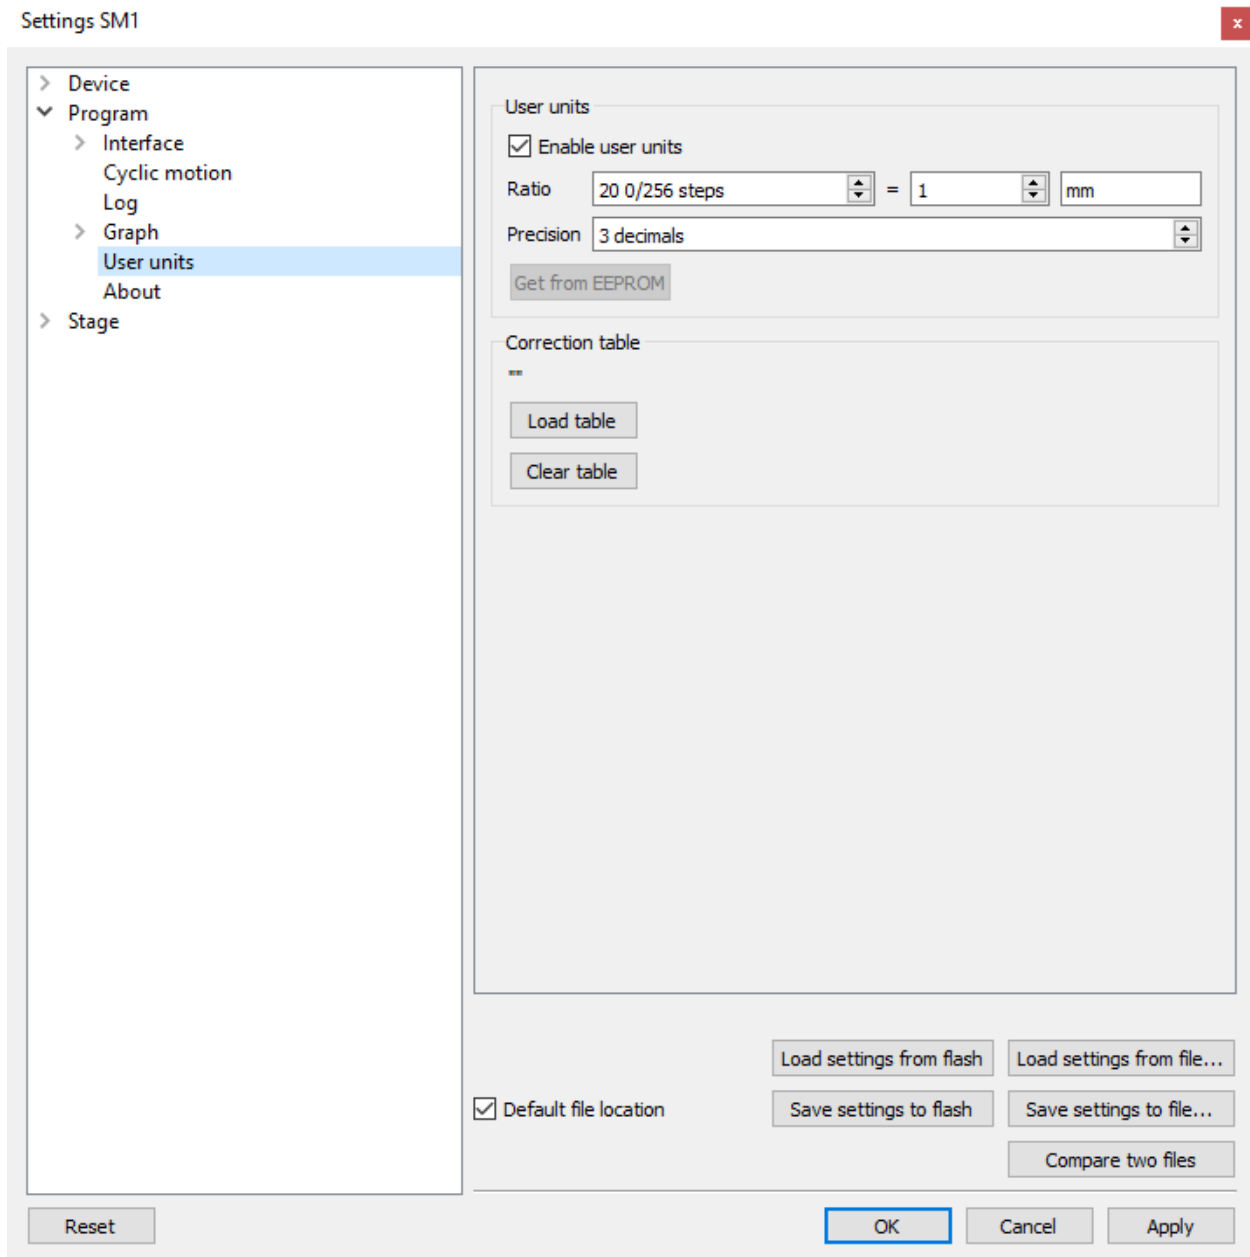 Settings SM1
x
Device
Program
Interface
Cyclic motion
Log
Graph
User units
About
Stage
User units
Enable user units
Ratio 20 0/256 steps = 1 mm
Precision 3 decimals
Get from EEPROM
Correction table
""
Load table
Clear table
Load settings from flash Load settings from file...
Default file location Save settings to flash Save settings to file...
Compare two files
Reset OK Cancel Apply